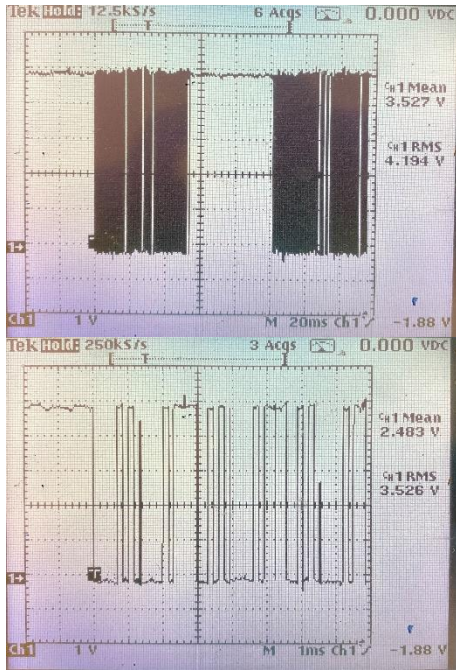 Tek HOLD: 12.5kS/s 6 Acqs 0.000 VDC
[ T ]
CH1 Mean
3.527 V
CH1 RMS
4.194 V
T
1→
Ch1 1 V M 20ms Ch1 -1.88 V
Tek HOLD: 250kS/s 3 Acqs 0.000 VDC
[ T ]
CH1 Mean
2.483 V
CH1 RMS
3.526 V
T
1→
Ch1 1 V M 1ms Ch1 -1.88 V